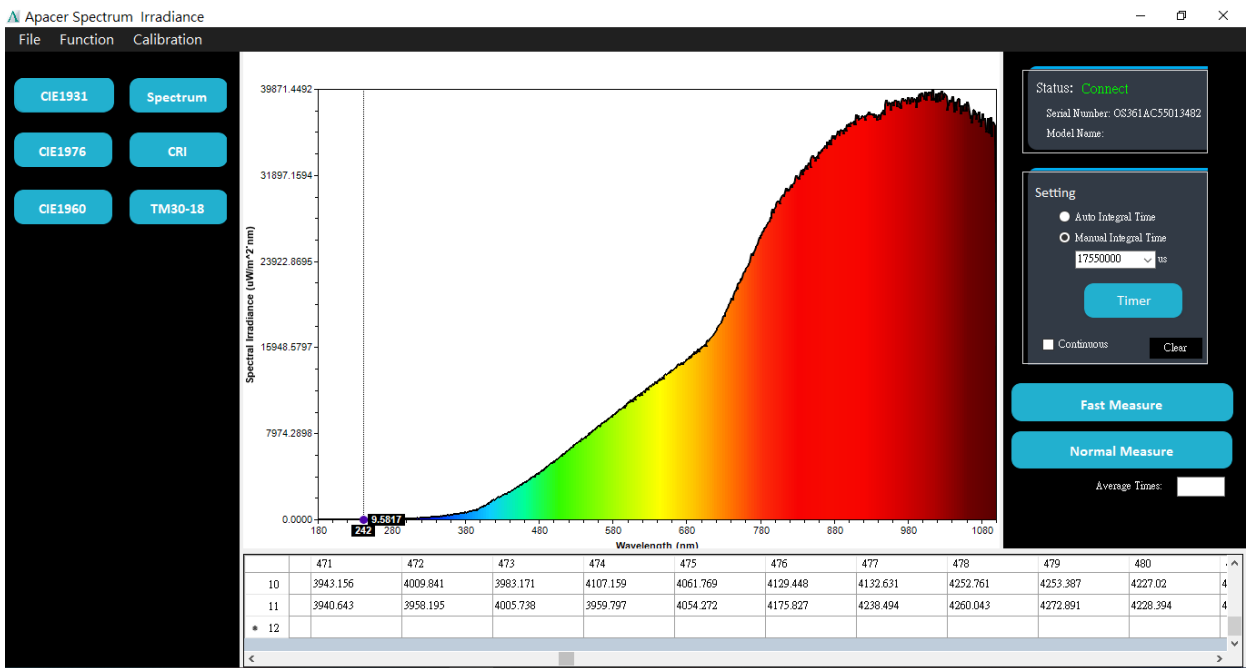 Apacer Spectrum Irradiance
File Function Calibration
CIE1931 Spectrum
CIE1976 CRI
CIE1960 TM30-18
Spectral Irradiance (uW/m^2*nm)
39871.4492
31897.1594
23922.8695
15948.5797
7974.2898
0.0000
9.5817
180 242 280 380 480 580 680 780 880 980 1080
Wavelength (nm)
Status: Connect
Serial Number: OS361AC55013482
Model Name:
Setting
Auto Integral Time
Manual Integral Time
17550000 us
Timer
Continuous Clear
Fast Measure
Normal Measure
Average Times:
471 472 473 474 475 476 477 478 479 480
10 3943.156 4009.841 3983.171 4107.159 4061.769 4129.448 4132.631 4252.761 4253.387 4227.02 4
11 3940.643 3958.195 4005.738 3959.797 4054.272 4175.827 4238.494 4260.043 4272.891 4228.394 4
* 12